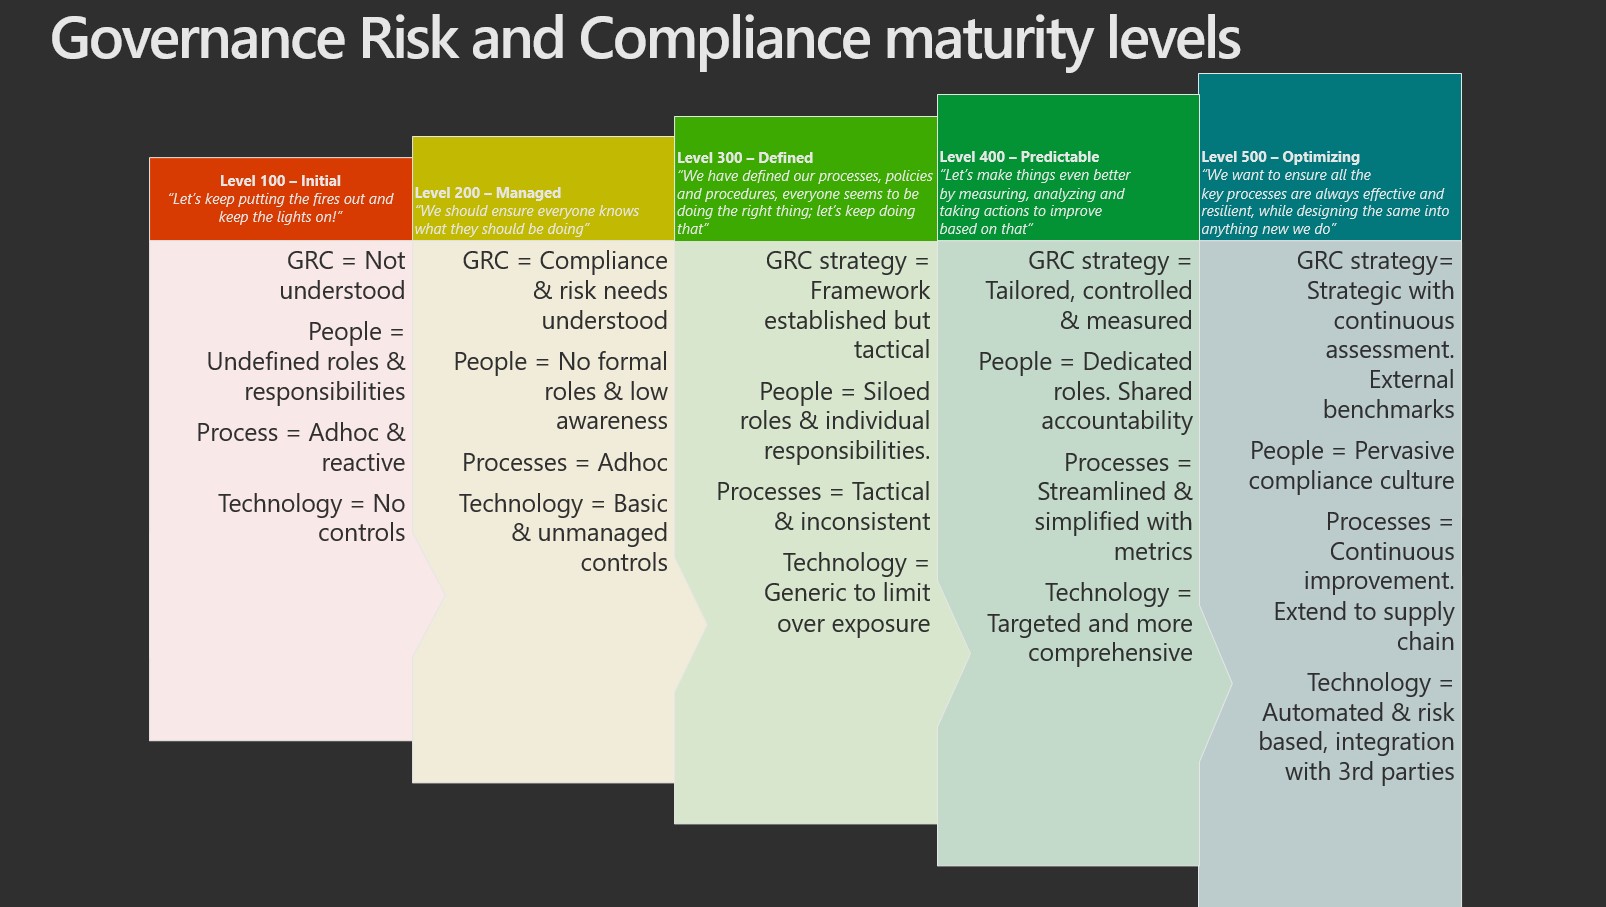 Governance Risk and Compliance maturity levels
Level 100 – Initial
“Let’s keep putting the fires out and
keep the lights on!”
GRC = Not
understood
People =
Undefined roles &
responsibilities
Process = Adhoc &
reactive
Technology = No
controls
Level 200 – Managed
“We should ensure everyone knows
what they should be doing”
GRC = Compliance
& risk needs
understood
People = No formal
roles & low
awareness
Processes = Adhoc
Technology = Basic
& unmanaged
controls
Level 300 – Defined
“We have defined our processes, policies
and procedures, everyone seems to be
doing the right thing; let’s keep doing
that”
GRC strategy =
Framework
established but
tactical
People = Siloed
roles & individual
responsibilities.
Processes = Tactical
& inconsistent
Technology =
Generic to limit
over exposure
Level 400 – Predictable
“Let’s make things even better
by measuring, analyzing and
taking actions to improve
based on that”
GRC strategy =
Tailored, controlled
& measured
People = Dedicated
roles. Shared
accountability
Processes =
Streamlined &
simplified with
metrics
Technology =
Targeted and more
comprehensive
Level 500 – Optimizing
“We want to ensure all the
key processes are always effective and
resilient, while designing the same into
anything new we do”
GRC strategy=
Strategic with
continuous
assessment.
External
benchmarks
People = Pervasive
compliance culture
Processes =
Continuous
improvement.
Extend to supply
chain
Technology =
Automated & risk
based, integration
with 3rd parties